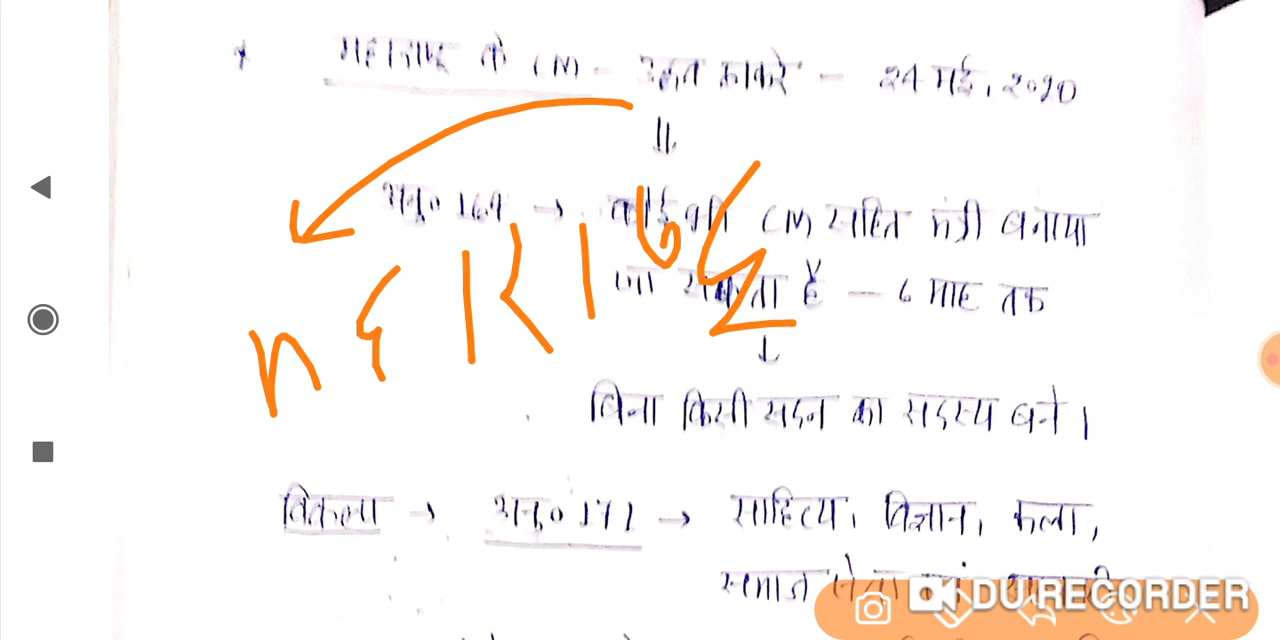 * महाराष्ट्र के CM - उद्धव ठाकरे - 24 मई, 2020
अनु० 164 → कोई भी CM सहित मंत्री बनाया
जा सकता है - 6 माह तक
बिना किसी सदन का सदस्य बने।
विकल्प → अनु० 171 → साहित्य, विज्ञान, कला,
समाज सेवा एवं
DU RECORDER